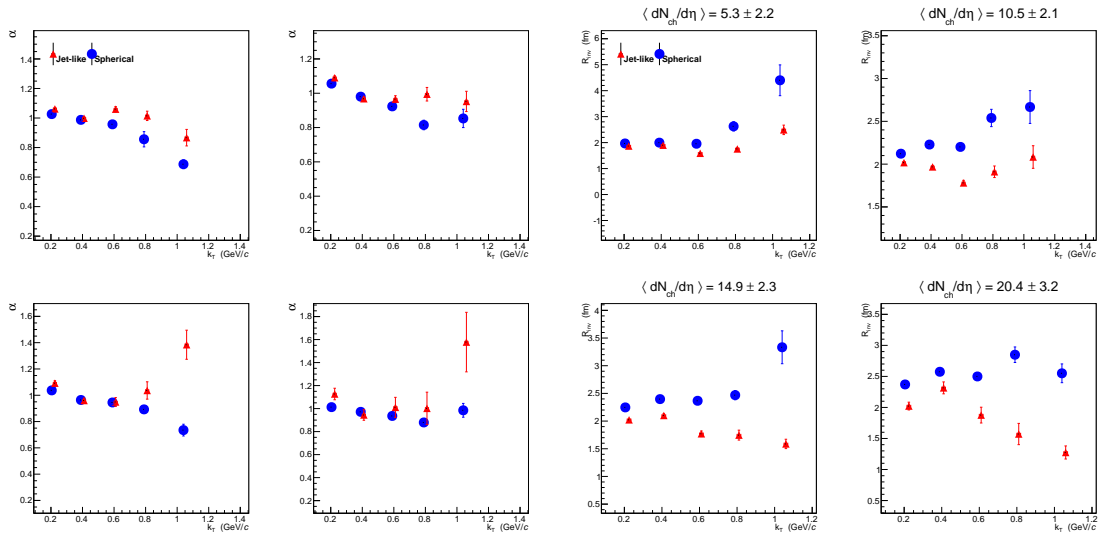 ⟨ dN_ch/dη ⟩ = 5.3 ± 2.2
⟨ dN_ch/dη ⟩ = 10.5 ± 2.1
α
1.4
1.2
1
0.8
0.6
0.4
0.2
Jet-like Spherical
0.2 0.4 0.6 0.8 1 1.2 1.4
k_T (GeV/c
α
1.2
1
0.8
0.6
0.4
0.2
0.2 0.4 0.6 0.8 1 1.2 1.4
k_T (GeV/c
R_inv (fm)
6
5
4
3
2
1
0
-1
Jet-like Spherical
0.2 0.4 0.6 0.8 1 1.2
k_T (GeV/c
R_inv (fm)
3.5
3
2.5
2
1.5
0.2 0.4 0.6 0.8 1 1.2 1.4
k_T (GeV/c
⟨ dN_ch/dη ⟩ = 14.9 ± 2.3
⟨ dN_ch/dη ⟩ = 20.4 ± 3.2
α
1.6
1.4
1.2
1
0.8
0.6
0.4
0.2
0.2 0.4 0.6 0.8 1 1.2 1.4
k_T (GeV/c
α
1.8
1.6
1.4
1.2
1
0.8
0.6
0.4
0.2
0.2 0.4 0.6 0.8 1 1.2 1.4
k_T (GeV/c
R_inv (fm)
4
3.5
3
2.5
2
1.5
1
0.5
0.2 0.4 0.6 0.8 1 1.2
k_T (GeV/c
R_inv (fm)
3.5
3
2.5
2
1.5
1
0.5
0.2 0.4 0.6 0.8 1 1.2
k_T (GeV/c